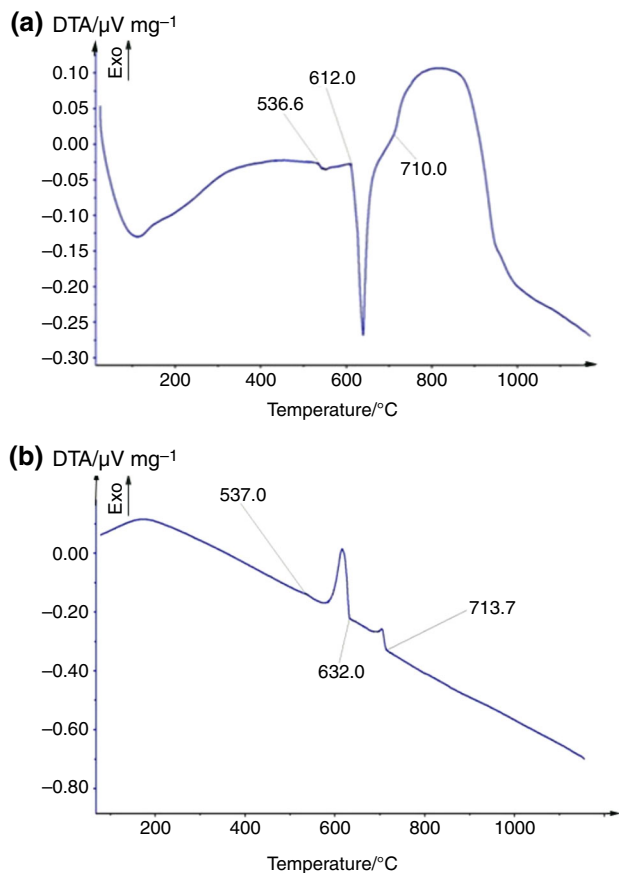 (a) DTA/µV mg–1
Exo
0.10
0.05
0.00
–0.05
–0.10
–0.15
–0.20
–0.25
–0.30
536.6
612.0
710.0
200 400 600 800 1000
Temperature/°C
(b) DTA/µV mg–1
Exo
0.00
–0.20
–0.40
–0.60
–0.80
537.0
632.0
713.7
200 400 600 800 1000
Temperature/°C